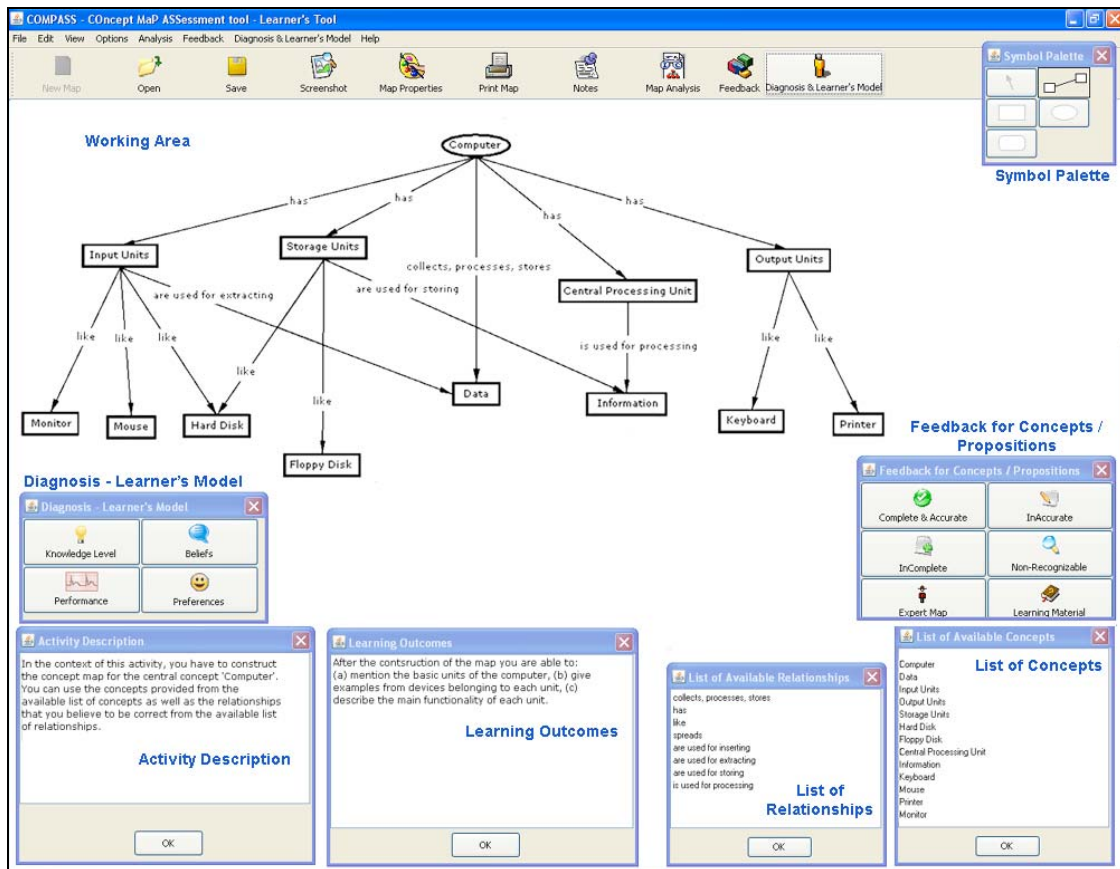 COMPASS - COncept MaP ASSessment tool - Learner's Tool
File Edit View Options Analysis Feedback Diagnosis & Learner's Model Help
New Map Open Save Screenshot Map Properties Print Map Notes Map Analysis Feedback Diagnosis & Learner's Model
Symbol Palette
Symbol Palette
Working Area
Computer
has
has
has
has
Input Units
Storage Units
Output Units
collects, processes, stores
are used for extracting
are used for storing
Central Processing Unit
like
like
like
like
like
is used for processing
like
like
Monitor
Mouse
Hard Disk
Floppy Disk
Data
Information
Keyboard
Printer
Diagnosis - Learner's Model
Diagnosis - Learner's Model
Knowledge Level
Beliefs
Performance
Preferences
Feedback for Concepts /
Propositions
Feedback for Concepts / Propositions
Complete & Accurate
InAccurate
InComplete
Non-Recognizable
Expert Map
Learning Material
Activity Description
In the context of this activity, you have to construct
the concept map for the central concept 'Computer'.
You can use the concepts provided from the
available list of concepts as well as the relationships
that you believe to be correct from the available list
of relationships.
Activity Description
OK
Learning Outcomes
After the contsruction of the map you are able to:
(a) mention the basic units of the computer, (b) give
examples from devices belonging to each unit, (c)
describe the main functionality of each unit.
Learning Outcomes
OK
List of Available Relationships
collects, processes, stores
has
like
spreads
are used for inserting
are used for extracting
are used for storing
is used for processing
List of
Relationships
OK
List of Available Concepts
List of Concepts
Computer
Data
Input Units
Output Units
Storage Units
Hard Disk
Floppy Disk
Central Processing Unit
Information
Keyboard
Mouse
Printer
Monitor
OK